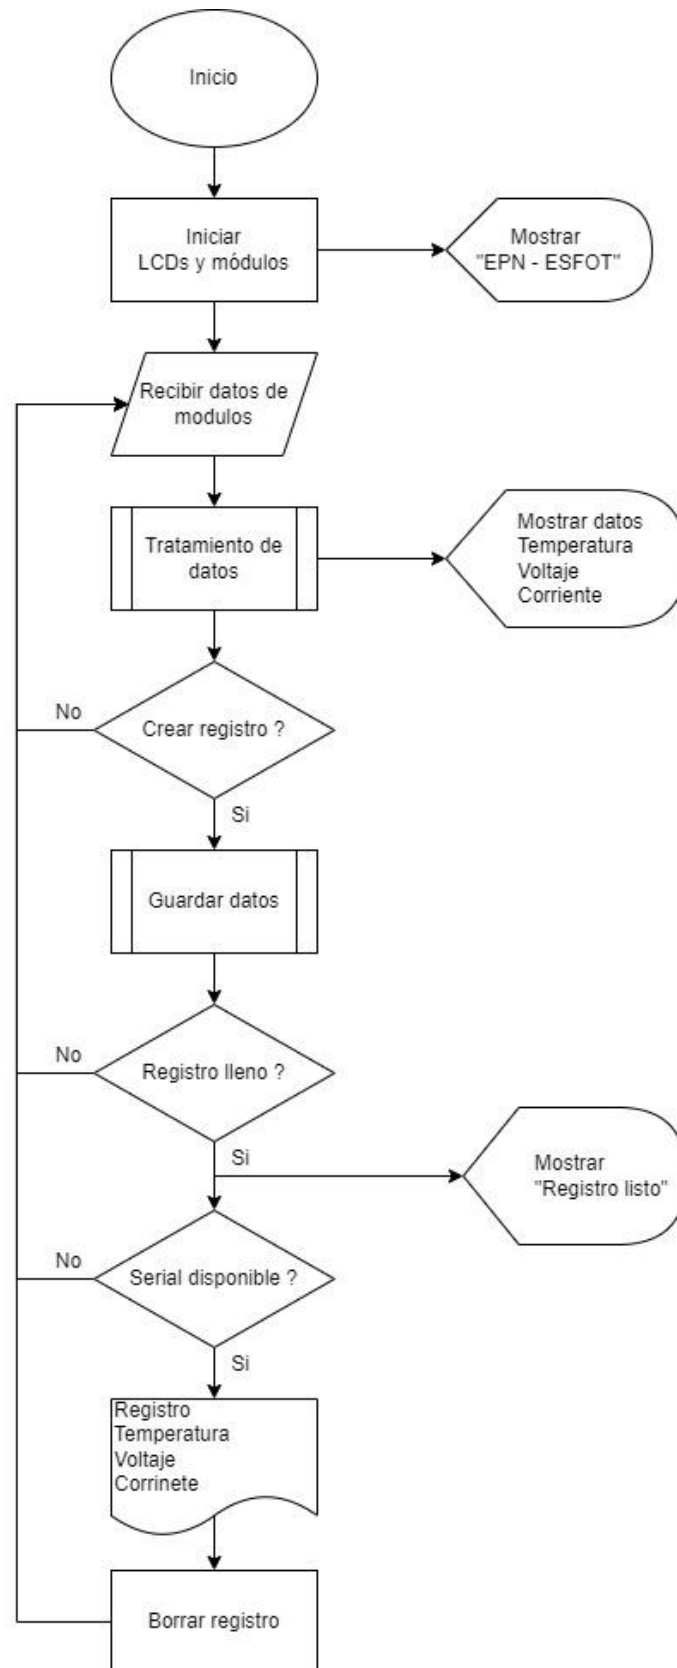 Inicio
Iniciar
LCDs y módulos
Mostrar
"EPN - ESFOT"
Recibir datos de
modulos
Tratamiento de
datos
Mostrar datos
Temperatura
Voltaje
Corriente
No
Crear registro ?
Si
Guardar datos
No
Registro lleno ?
Si
Mostrar
"Registro listo"
No
Serial disponible ?
Si
Registro
Temperatura
Voltaje
Corrinete
Borrar registro